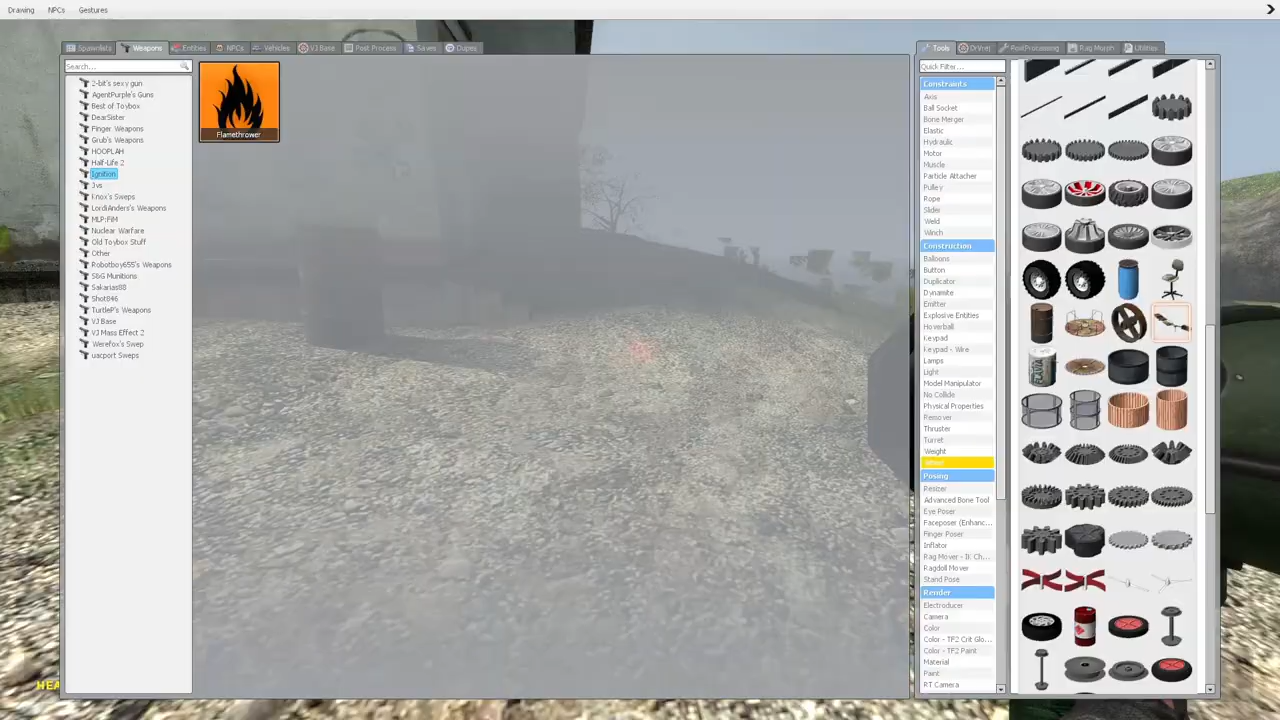 Drawing NPCs Gestures
Spawnlists Weapons Entities NPCs Vehicles VJ Base Post Process Saves Dupes
Search...
2-bit's sexy gun
AgentPurple's Guns
Best of Toybox
DearSister
Finger Weapons
Grub's Weapons
HOOPLAH
Half-Life 2
Ignition
Jvs
Knox's Sweps
LordiAnders's Weapons
MLP:FiM
Nuclear Warfare
Old Toybox Stuff
Other
Robotboy655's Weapons
S&G Munitions
Sakarias88
Shot846
TurtleP's Weapons
VJ Base
VJ Mass Effect 2
Werefox's Swep
uacport Sweps
Flamethrower
HEA
Tools DrVrej PostProcessing Rag Morph Utilities
Quick Filter...
Constraints
Axis
Ball Socket
Bone Merger
Elastic
Hydraulic
Motor
Muscle
Particle Attacher
Pulley
Rope
Slider
Weld
Winch
Construction
Balloons
Button
Duplicator
Dynamite
Emitter
Explosive Entities
Hoverball
Keypad
Keypad - Wire
Lamps
Light
Model Manipulator
No Collide
Physical Properties
Remover
Thruster
Turret
Weight
Wheel
Posing
Resizer
Advanced Bone Tool
Eye Poser
Faceposer (Enhanc...
Finger Poser
Inflator
Rag Mover - IK Ch...
Ragdoll Mover
Stand Pose
Render
Electroducer
Camera
Color
Color - TF2 Crit Glo...
Color - TF2 Paint
Material
Paint
RT Camera